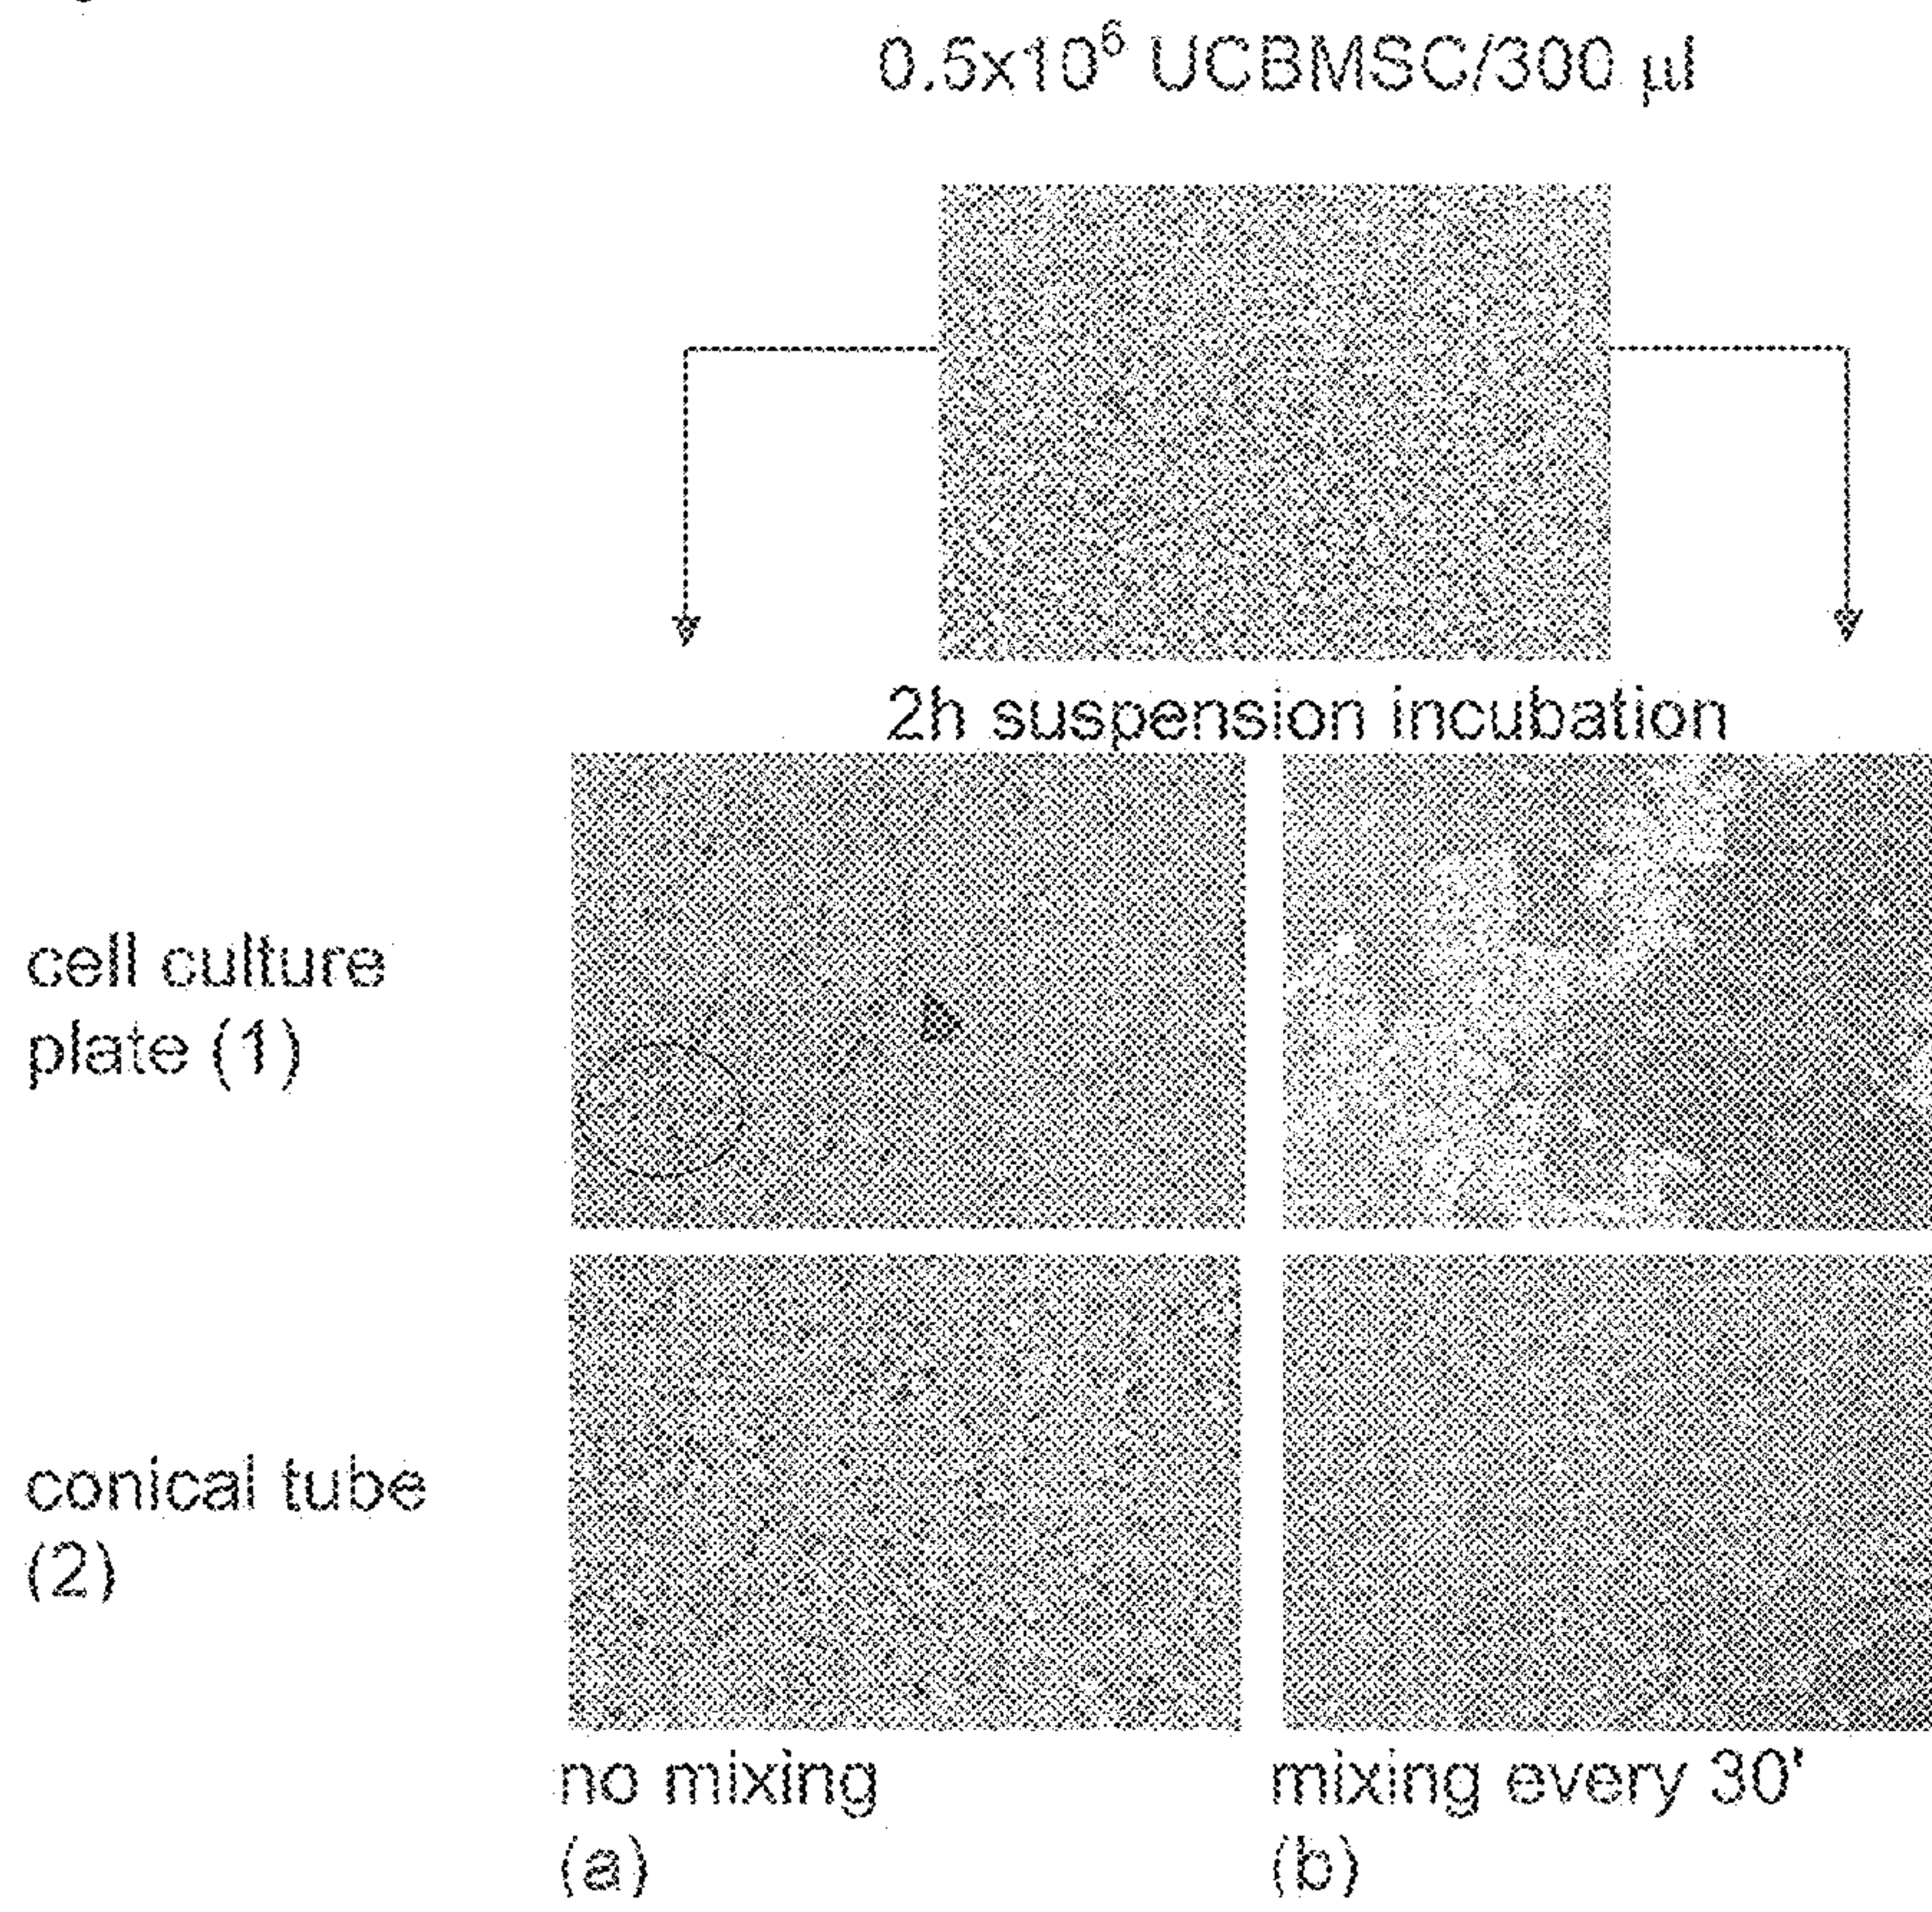 0.5x10⁶ UCBMSC/300 µl
2h suspension incubation
cell culture
plate (1)
conical tube
(2)
no mixing
(a)
mixing every 30'
(b)